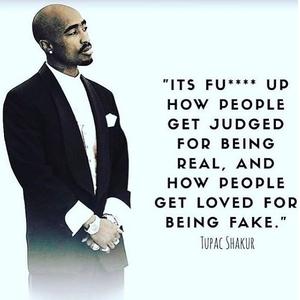 "ITS FU**** UP
HOW PEOPLE
GET JUDGED
FOR BEING
REAL, AND
HOW PEOPLE
GET LOVED FOR
BEING FAKE."
TUPAC SHAKUR